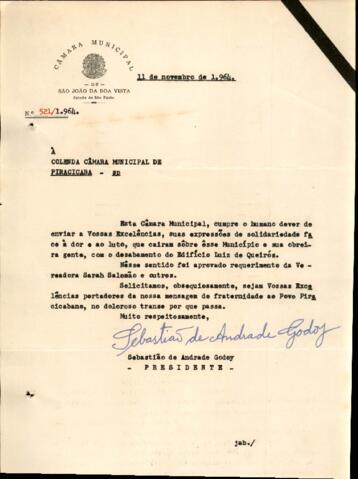 CÂMARA MUNICIPAL
- DE -
SÃO JOÃO DA BOA VISTA
Estado de São Paulo
11 de novembro de 1.964.
Nº 521/1.964.
À
COLENDA CÂMARA MUNICIPAL DE
PIRACICABA - SP
Esta Câmara Municipal, cumpre o humano dever de
enviar a Vossas Excelências, suas expressões de solidariedade fa
ce à dor e ao luto, que cairam sôbre êsse Município e sua obrei
ra gente, com o desabamento do Edifício Luiz de Queirós.
Nêsse sentido foi aprovado requerimento da Ve-
readora Sarah Salomão e outros.
Solicitamos, obsequiosamente, sejam Vossas Exce
lências portadores da nossa mensagem de fraternidade ao Povo Pira
cicabano, no doloroso transe por que passa.
Muito respeitosamente,
Sebastião de Andrade Godoy
Sebastião de Andrade Godoy
- PRESIDENTE -
jab./